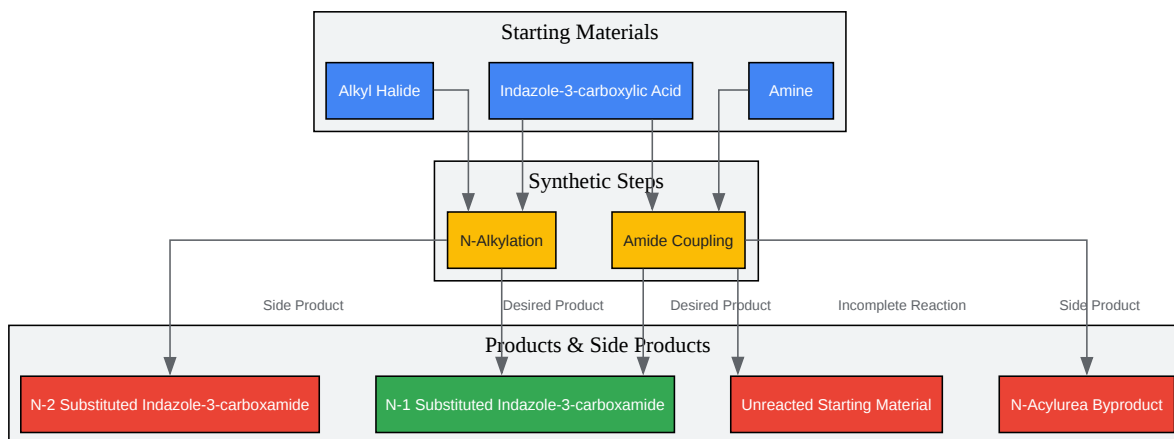 Starting Materials
Alkyl Halide
Indazole-3-carboxylic Acid
Amine
Synthetic Steps
N-Alkylation
Amide Coupling
Side Product
Desired Product
Desired Product
Incomplete Reaction
Side Product
Products & Side Products
N-2 Substituted Indazole-3-carboxamide
N-1 Substituted Indazole-3-carboxamide
Unreacted Starting Material
N-Acylurea Byproduct